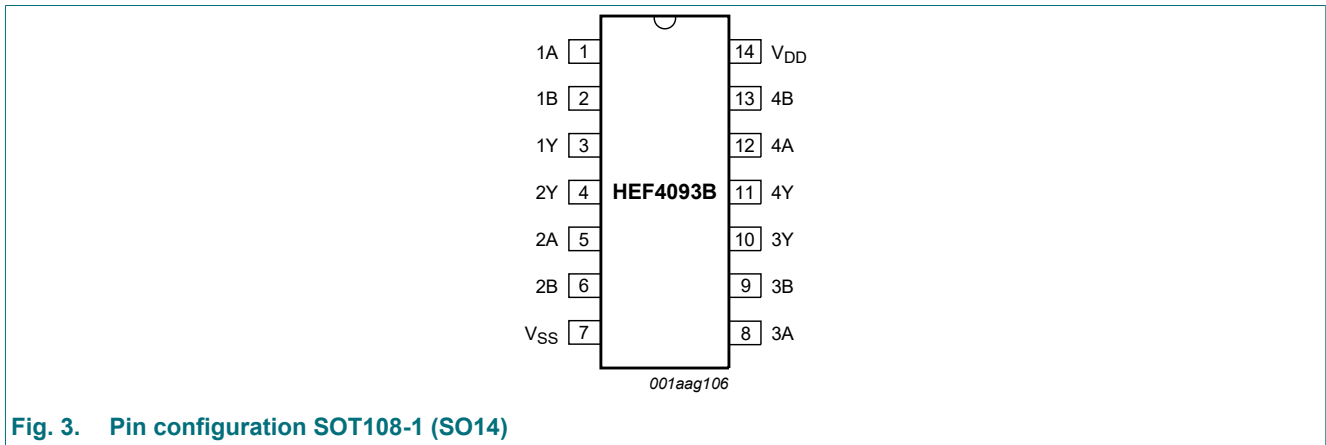 1A 1 14 VDD
1B 2 13 4B
1Y 3 12 4A
2Y 4 HEF4093B 11 4Y
2A 5 10 3Y
2B 6 9 3B
VSS 7 8 3A
001aag106
Fig. 3. Pin configuration SOT108-1 (SO14)